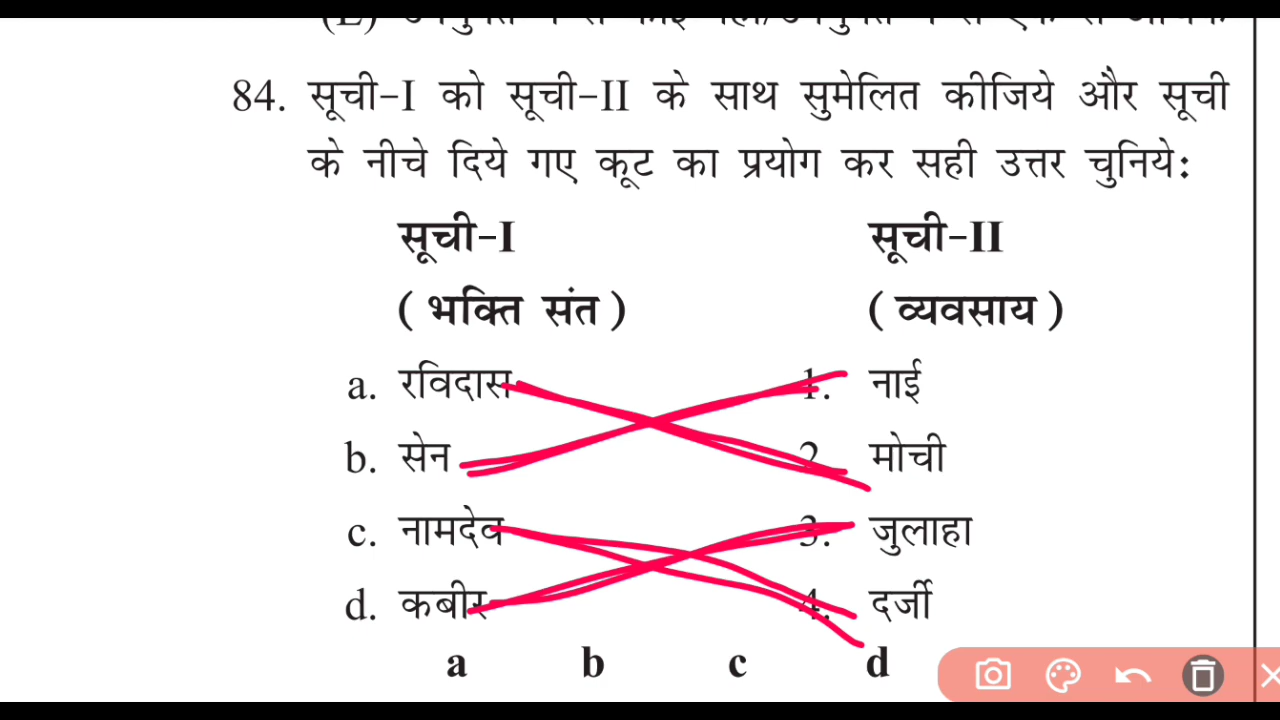 84. सूची-I को सूची-II के साथ सुमेलित कीजिये और सूची
के नीचे दिये गए कूट का प्रयोग कर सही उत्तर चुनिये:
सूची-I सूची-II
( भक्ति संत ) ( व्यवसाय )
a. रविदास 1. नाई
b. सेन 2. मोची
c. नामदेव 3. जुलाहा
d. कबीर 4. दर्जी
a b c d